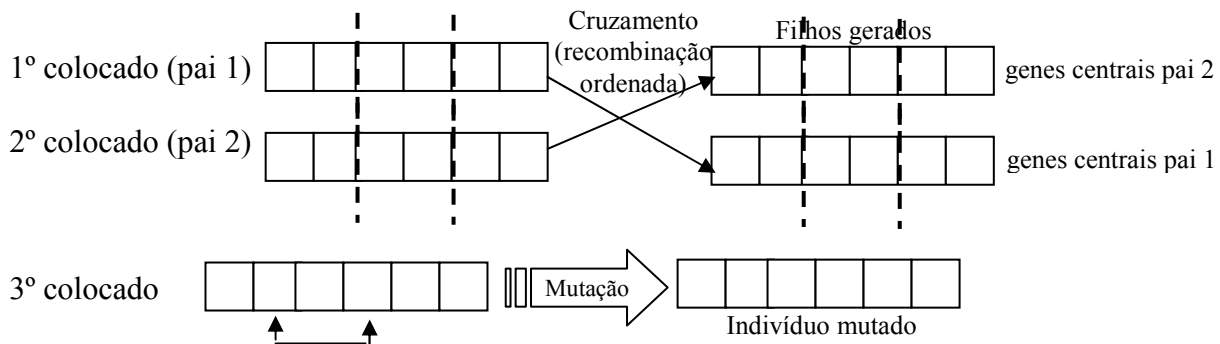 Cruzamento
(recombinação
ordenada)
Filhos gerados
1º colocado (pai 1)
genes centrais pai 2
2º colocado (pai 2)
genes centrais pai 1
3º colocado
Mutação
Indivíduo mutado